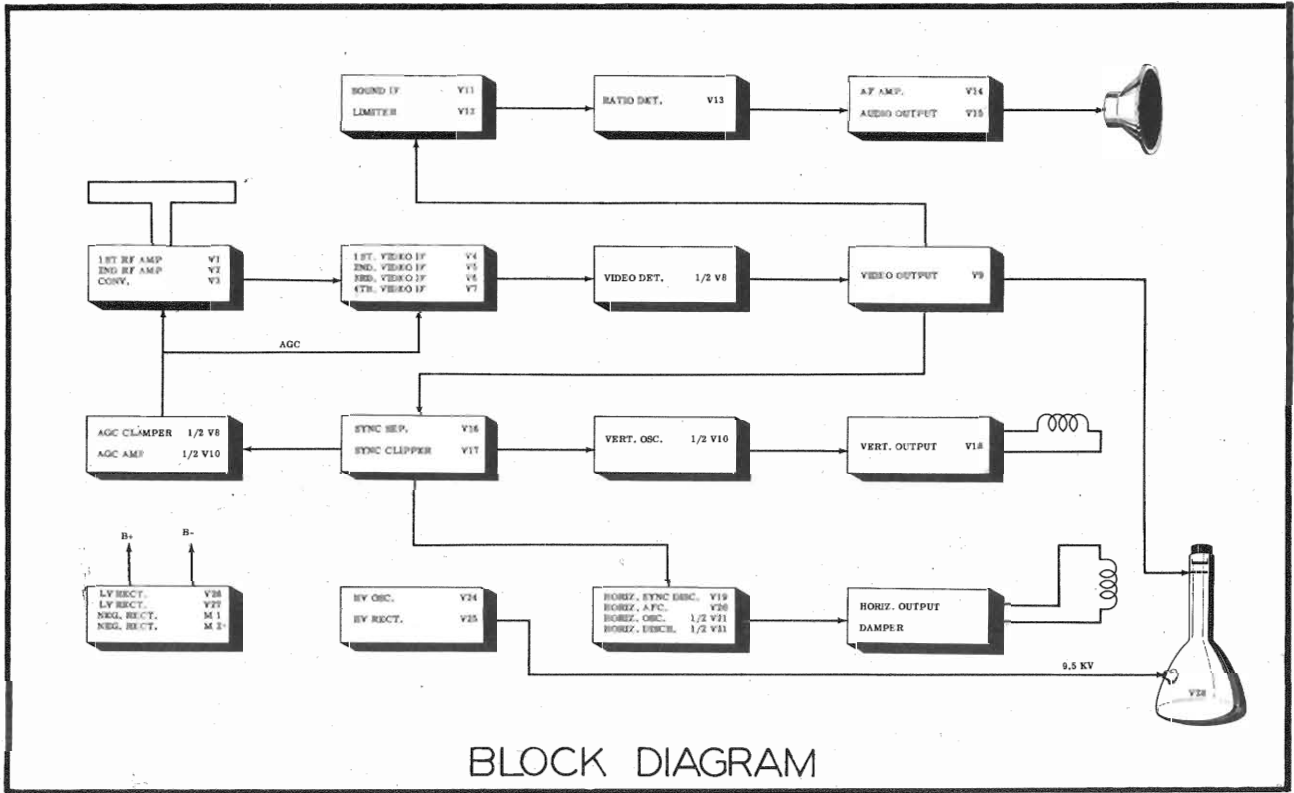 SOUND IF V11
LIMITER V12
RATIO DET. V13
AF AMP. V14
AUDIO OUTPUT V15
1ST RF AMP V1
2ND RF AMP V2
CONV. V3
1ST. VIDEO IF V4
2ND. VIDEO IF V5
3RD. VIDEO IF V6
4TH. VIDEO IF V7
VIDEO DET. 1/2 V8
VIDEO OUTPUT V9
AGC
AGC CLAMPER 1/2 V8
AGC AMP 1/2 V10
SYNC SEP. V16
SYNC CLIPPER V17
VERT. OSC. 1/2 V10
VERT. OUTPUT V18
B+
B-
LV RECT. V26
LV RECT. V27
NEG. RECT. M 1
NEG. RECT. M 2
HV OSC. V24
HV RECT. V25
HORIZ. SYNC DISC. V19
HORIZ. AFC. V20
HORIZ. OSC. 1/2 V21
HORIZ. DISCH. 1/2 V21
HORIZ. OUTPUT
DAMPER
9.5 KV
V28
BLOCK DIAGRAM